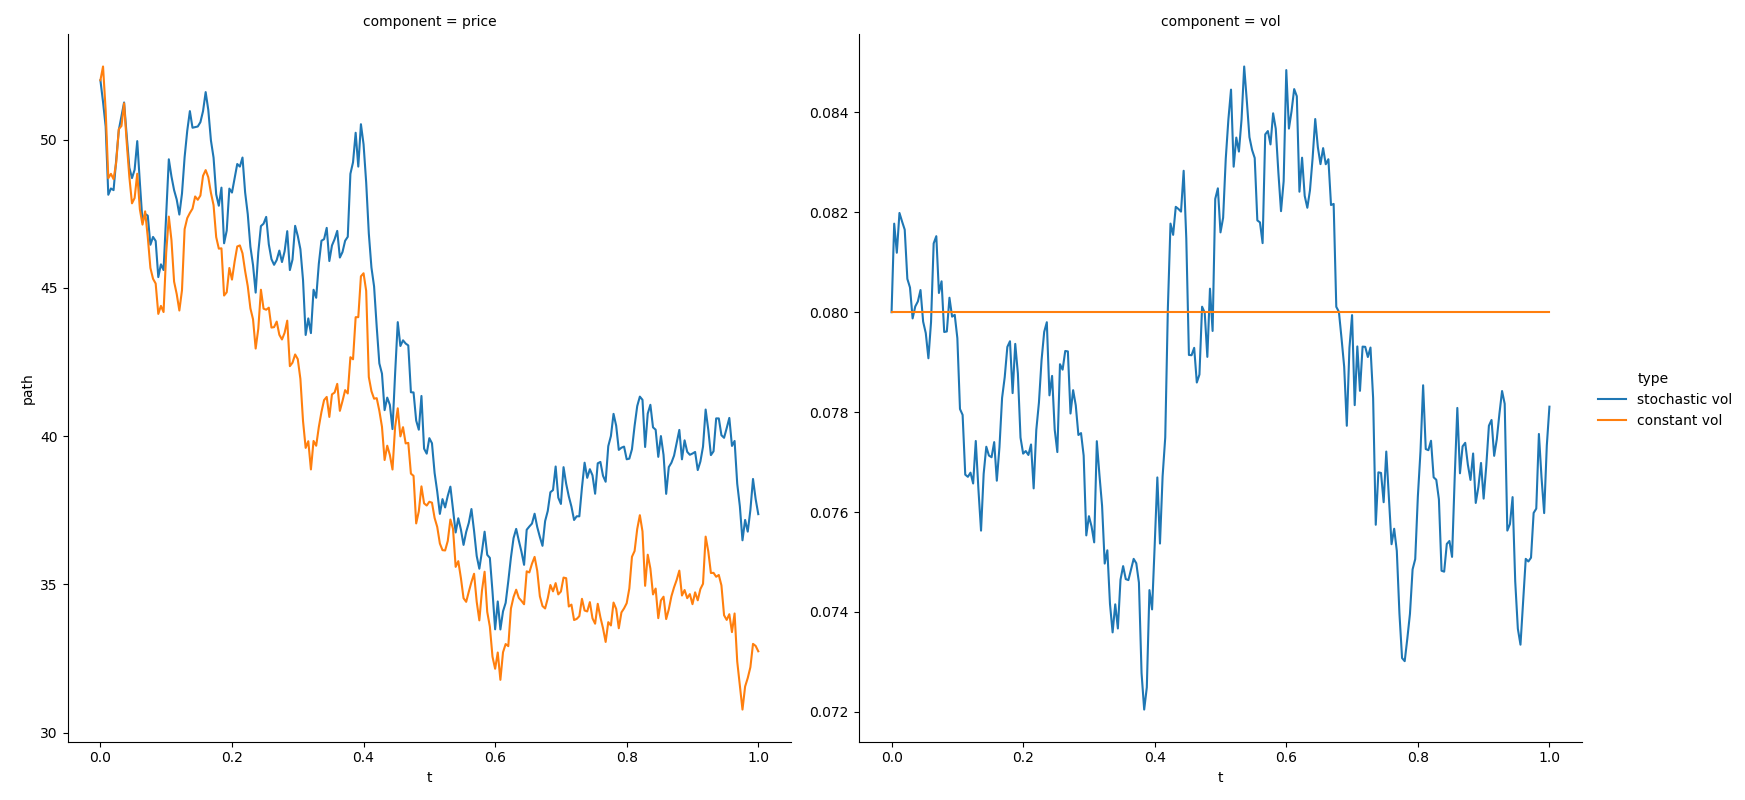 component = price
component = vol
path
50
45
40
35
30
0.0 0.2 0.4 0.6 0.8 1.0
t
0.084
0.082
0.080
0.078
0.076
0.074
0.072
0.0 0.2 0.4 0.6 0.8 1.0
t
type
stochastic vol
constant vol